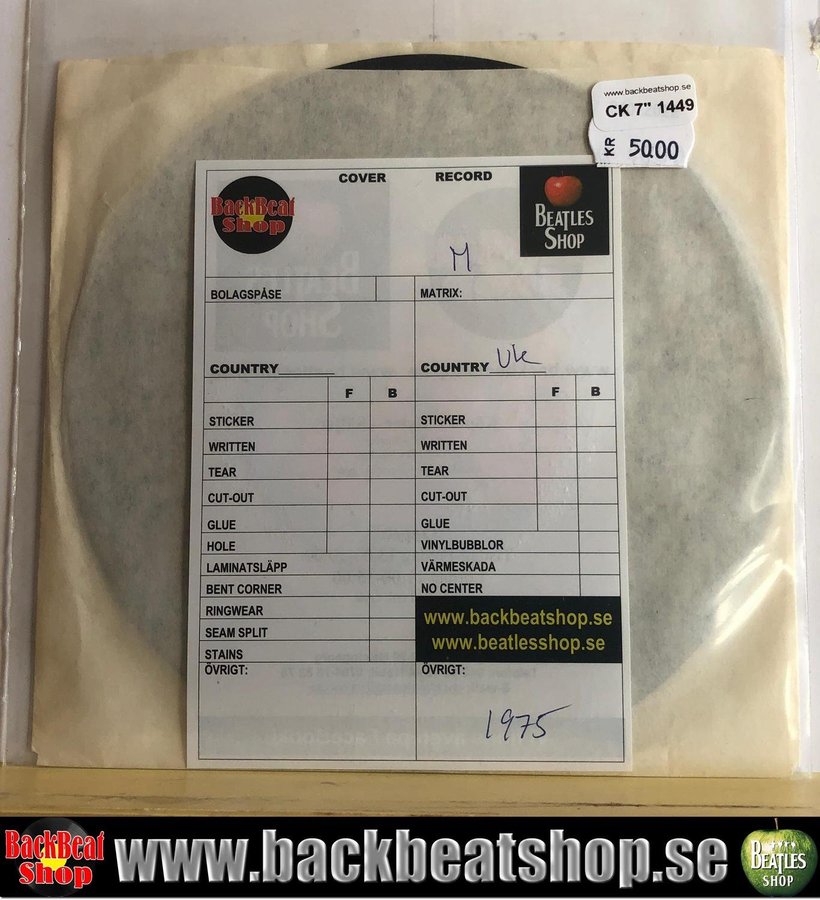 www.backbeatshop.se
CK 7" 1449
KR 50.00
COVER RECORD
BackBeat
Shop
BEATLES
SHOP
M
BOLAGSPÅSE MATRIX:
COUNTRY______ COUNTRY Uk
F B F B
STICKER STICKER
WRITTEN WRITTEN
TEAR TEAR
CUT-OUT CUT-OUT
GLUE GLUE
HOLE VINYLBUBBLOR
LAMINATSLÄPP VÄRMESKADA
BENT CORNER NO CENTER
RINGWEAR www.backbeatshop.se
SEAM SPLIT www.beatlesshop.se
STAINS
ÖVRIGT: ÖVRIGT:
1975
BackBeat
Shop
www.backbeatshop.se
BEATLES
SHOP